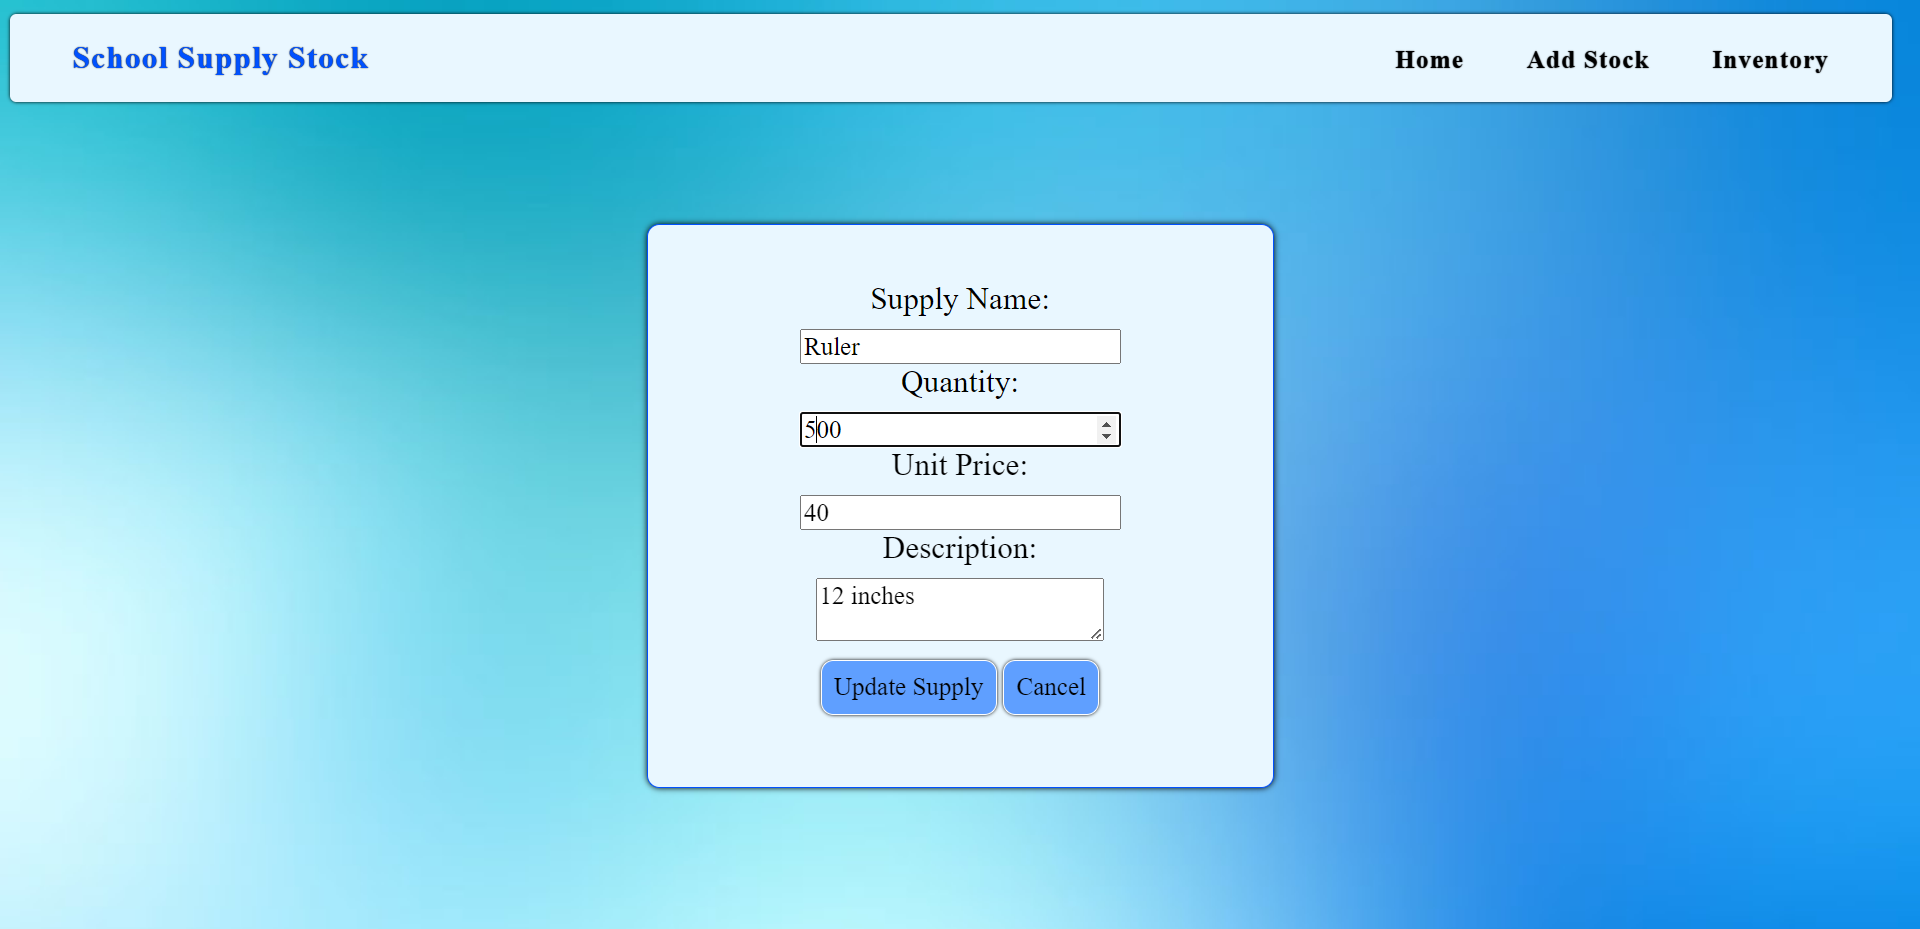 School Supply Stock
Home Add Stock Inventory
Supply Name:
Ruler
Quantity:
500
Unit Price:
40
Description:
12 inches
Update Supply Cancel